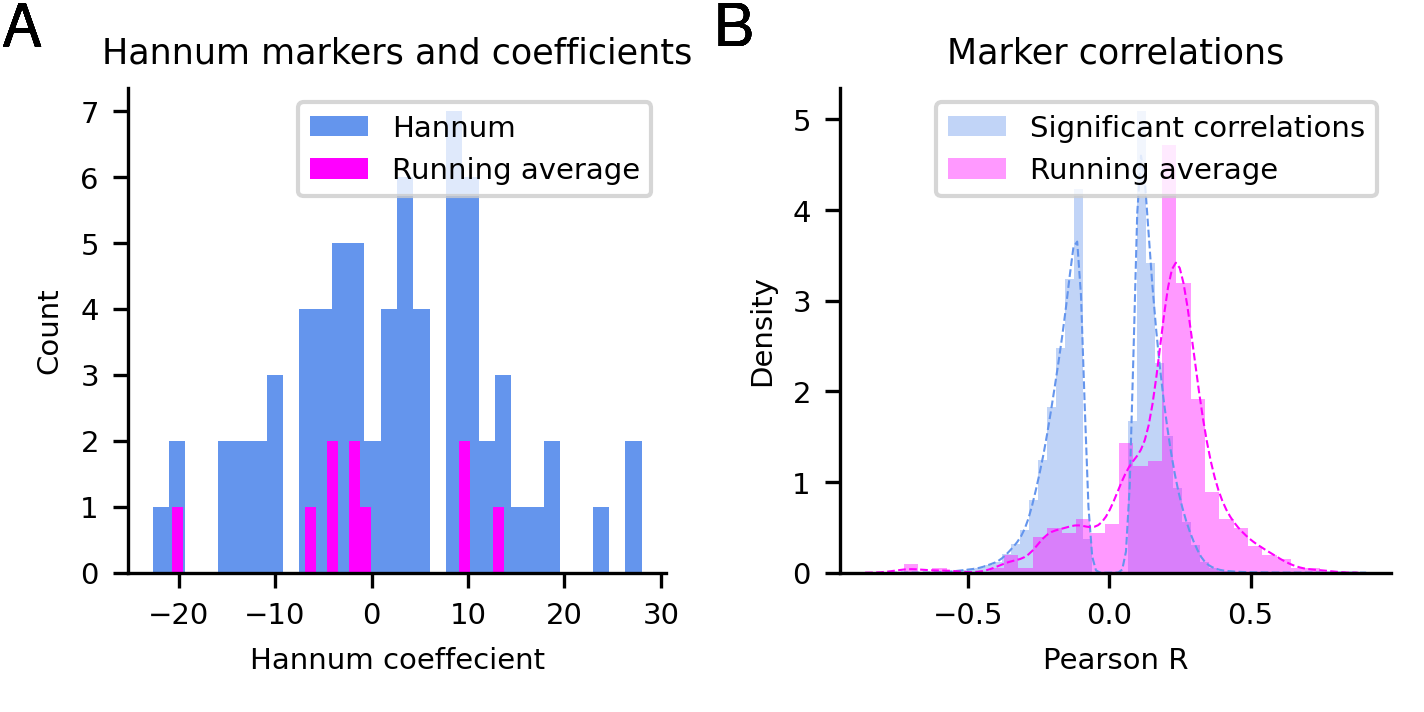 A
Hannum markers and coefficients
Hannum
Running average
7
6
5
4
3
2
1
0
Count
−20
−10
0
10
20
30
Hannum coeffecient
B
Marker correlations
Significant correlations
Running average
5
4
3
2
1
0
Density
−0.5
0.0
0.5
Pearson R